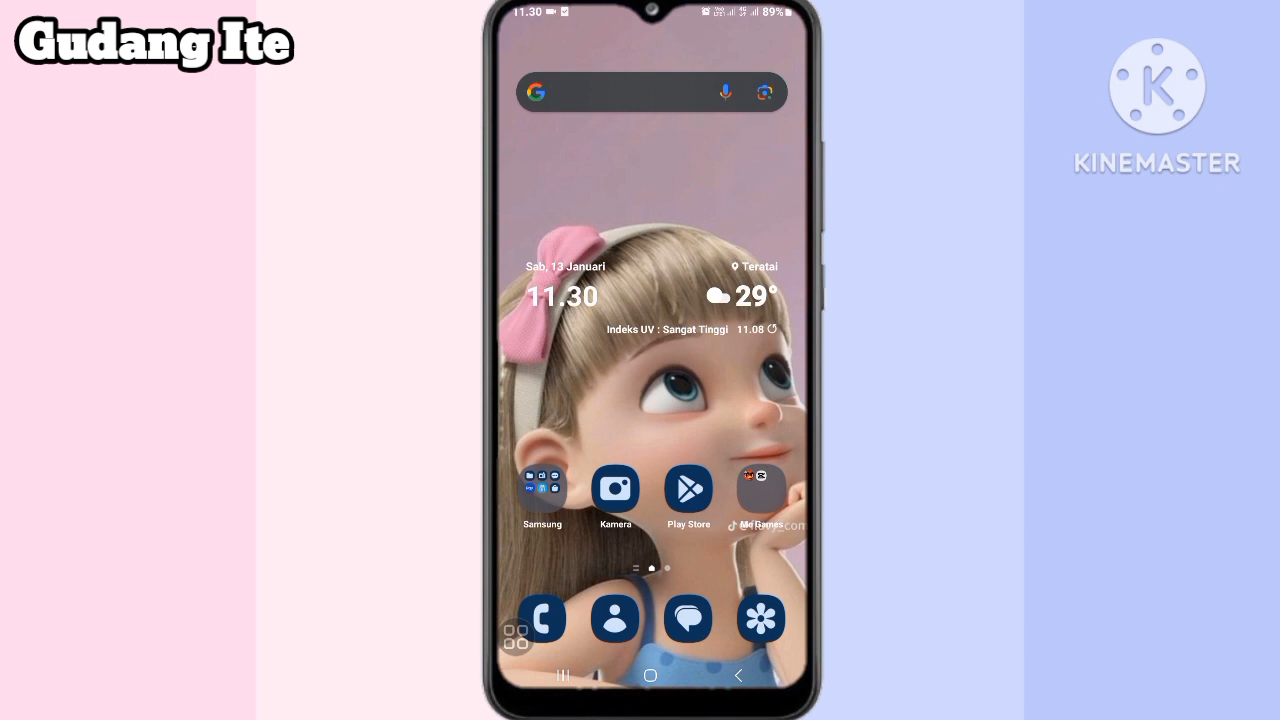 Gudang Ite
11.30
89%
KINEMASTER
Sab, 13 Januari
Teratai
11.30
29°
Indeks UV : Sangat Tinggi 11.08
Samsung
Kamera
Play Store
Games